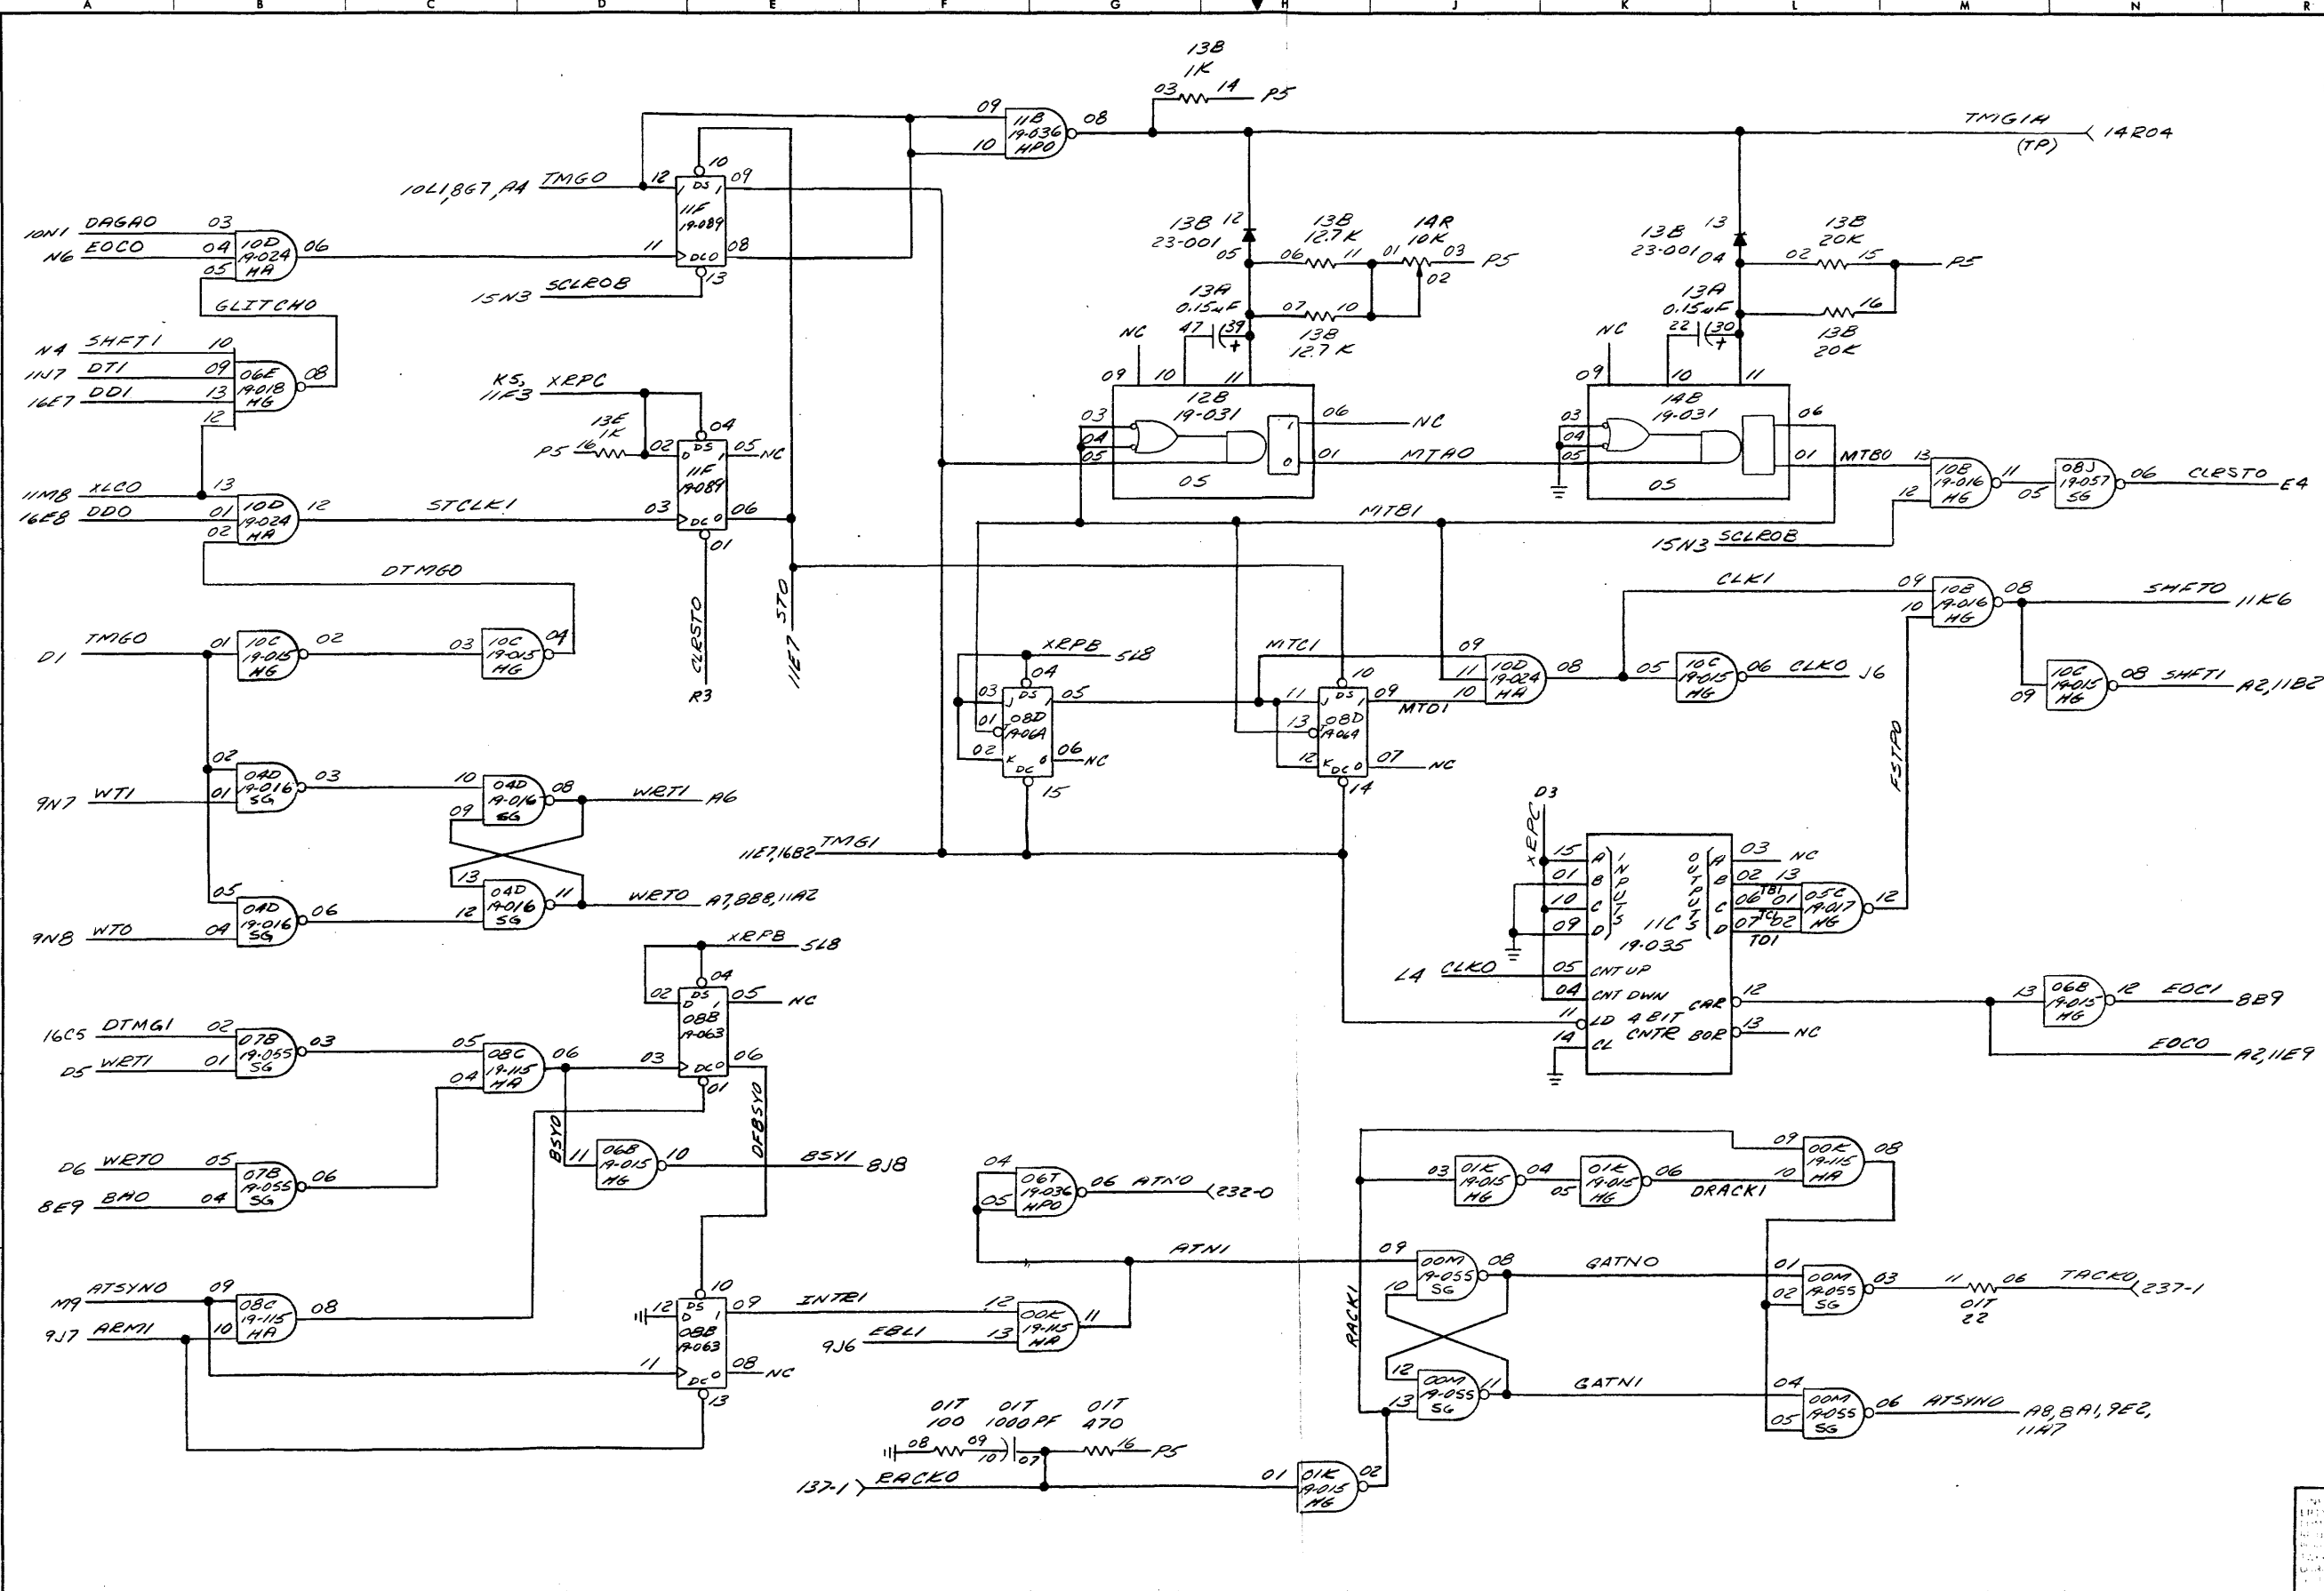 A B C D E F G H J K L M N R
13B
1K
03 14 P5
09
11B
19-036
HPO
08
10
TMG1A
(TP)
14R04
10L1,8G7,A4 TMGO 12
10
DS 1
09
11F
19-089
11
DC O
08
13
15N3 SCLROB
10N1 DAGAO 03
N6 EOCO 04
05
10D
19-024
HA
06
GLITCHO
N4 SHFT1 10
11J7 DT1 09
16E7 DD1 13
12
06E
19-018
HG
08
13B 12
23-001
05
13B
12.7K
06 11
14R
10K
01 03 P5
02
13A
0.15uF
47 39
+
07 10
13B
12.7K
13B 13
23-001 04
13B
20K
02 15 P5
13A
0.15uF
22 30
+
16
13B
20K
NC
09 10 11
12B
19-031
03
04
05
1
0
05
06
NC
01
MTAO
NC
09 10 11
14B
19-031
03
04
05
05
06
01
MTBO
13
10B
19-016
HG
12
11
05
08J
19-057
SG
06
CLRSTO
E4
15N3 SCLROB
K5,
11F3
XRPC
13E
1K
P5 16
02
04
D DS 1
05 NC
11F
19-089
03
DC O
06
01
11M8 XLCO 13
16E8 DDO 01
02
10D
19-024
HA
12
STCLK1
DTMGO
MTB1
D1 TMGO 01
10C
19-015
HG
02
03
10C
19-015
HG
04
CLRSTO
R3
11E7 STO
CLK1
09
10
10B
19-016
HG
08
SHFTO
11K6
10C
19-015
HG
09
08 SHFT1
A2,11B2
XRPB
5L8
04
03
01
02
DS
J 1
T
K O
DC
08D
19-064
05
06
NC
15
MTC1
10
11
13
12
DS
J 1
T
K O
DC
08D
19-064
09
MTD1
07
NC
14
09
11
10
10D
19-024
HA
08
05
10C
19-015
HG
06 CLKO
J6
FSTPO
9N7 WT1
02
01
04D
19-016
SG
03
10
09
04D
19-016
SG
08
WRT1
A6
13
12
04D
19-016
SG
11
WRTO
A7,8B8,11A2
9N8 WTO
05
04
04D
19-016
SG
06
11E7,16B2 TMG1
D3
XRPC
15
01
10
09
A
B
C
D
INPUTS
OUTPUTS
A
B
C
D
11C
19-035
03 NC
02 13
TB1
06 01
TC1
07 02
TD1
05C
19-017
HG
12
L4 CLKO
05
CNT UP
04
CNT DWN
11
LD
14
CL
4 BIT
CNTR
CAR 12
BOR 13
NC
13
06B
19-015
HG
12 EOC1
8B9
EOCO
A2,11E9
XRPB
5L8
02
04
DS
D 1
05
NC
08B
19-063
03
DC O
06
01
16C5 DTMG1 02
D5 WRT1 01
07B
19-055
SG
03
05
04
08C
19-115
HA
06
BSYO
11
06B
19-015
HG
10
BSY1
8J8
OFBSYO
D6 WRTO 05
8E9 BHO 04
07B
19-055
SG
06
M9 ATSYNO 09
9J7 ARM1 10
08C
19-115
HA
08
12
10
DS
D 1
09
INTR1
08B
19-063
11
DC O
08
NC
13
12
13
00K
19-115
HA
11
9J6 EBL1
04
05
06T
19-036
HPO
06 ATNO
232-0
ATN1
RACK1
03
01K
19-015
HG
04
05
01K
19-015
HG
06
DRACK1
09
10
00K
19-115
HA
08
09
10
00M
19-055
SG
08
GATNO
01
02
00M
19-055
SG
03
11 06
01T
22
TACKO
237-1
12
13
00M
19-055
SG
11
GATN1
04
05
00M
19-055
SG
06 ATSYNO
A8,8A1,9E2,
11A7
01T 01T 01T
100 1000PF 470
08 09 10 07 16 P5
137-1 RACKO
01
01K
19-015
HG
02